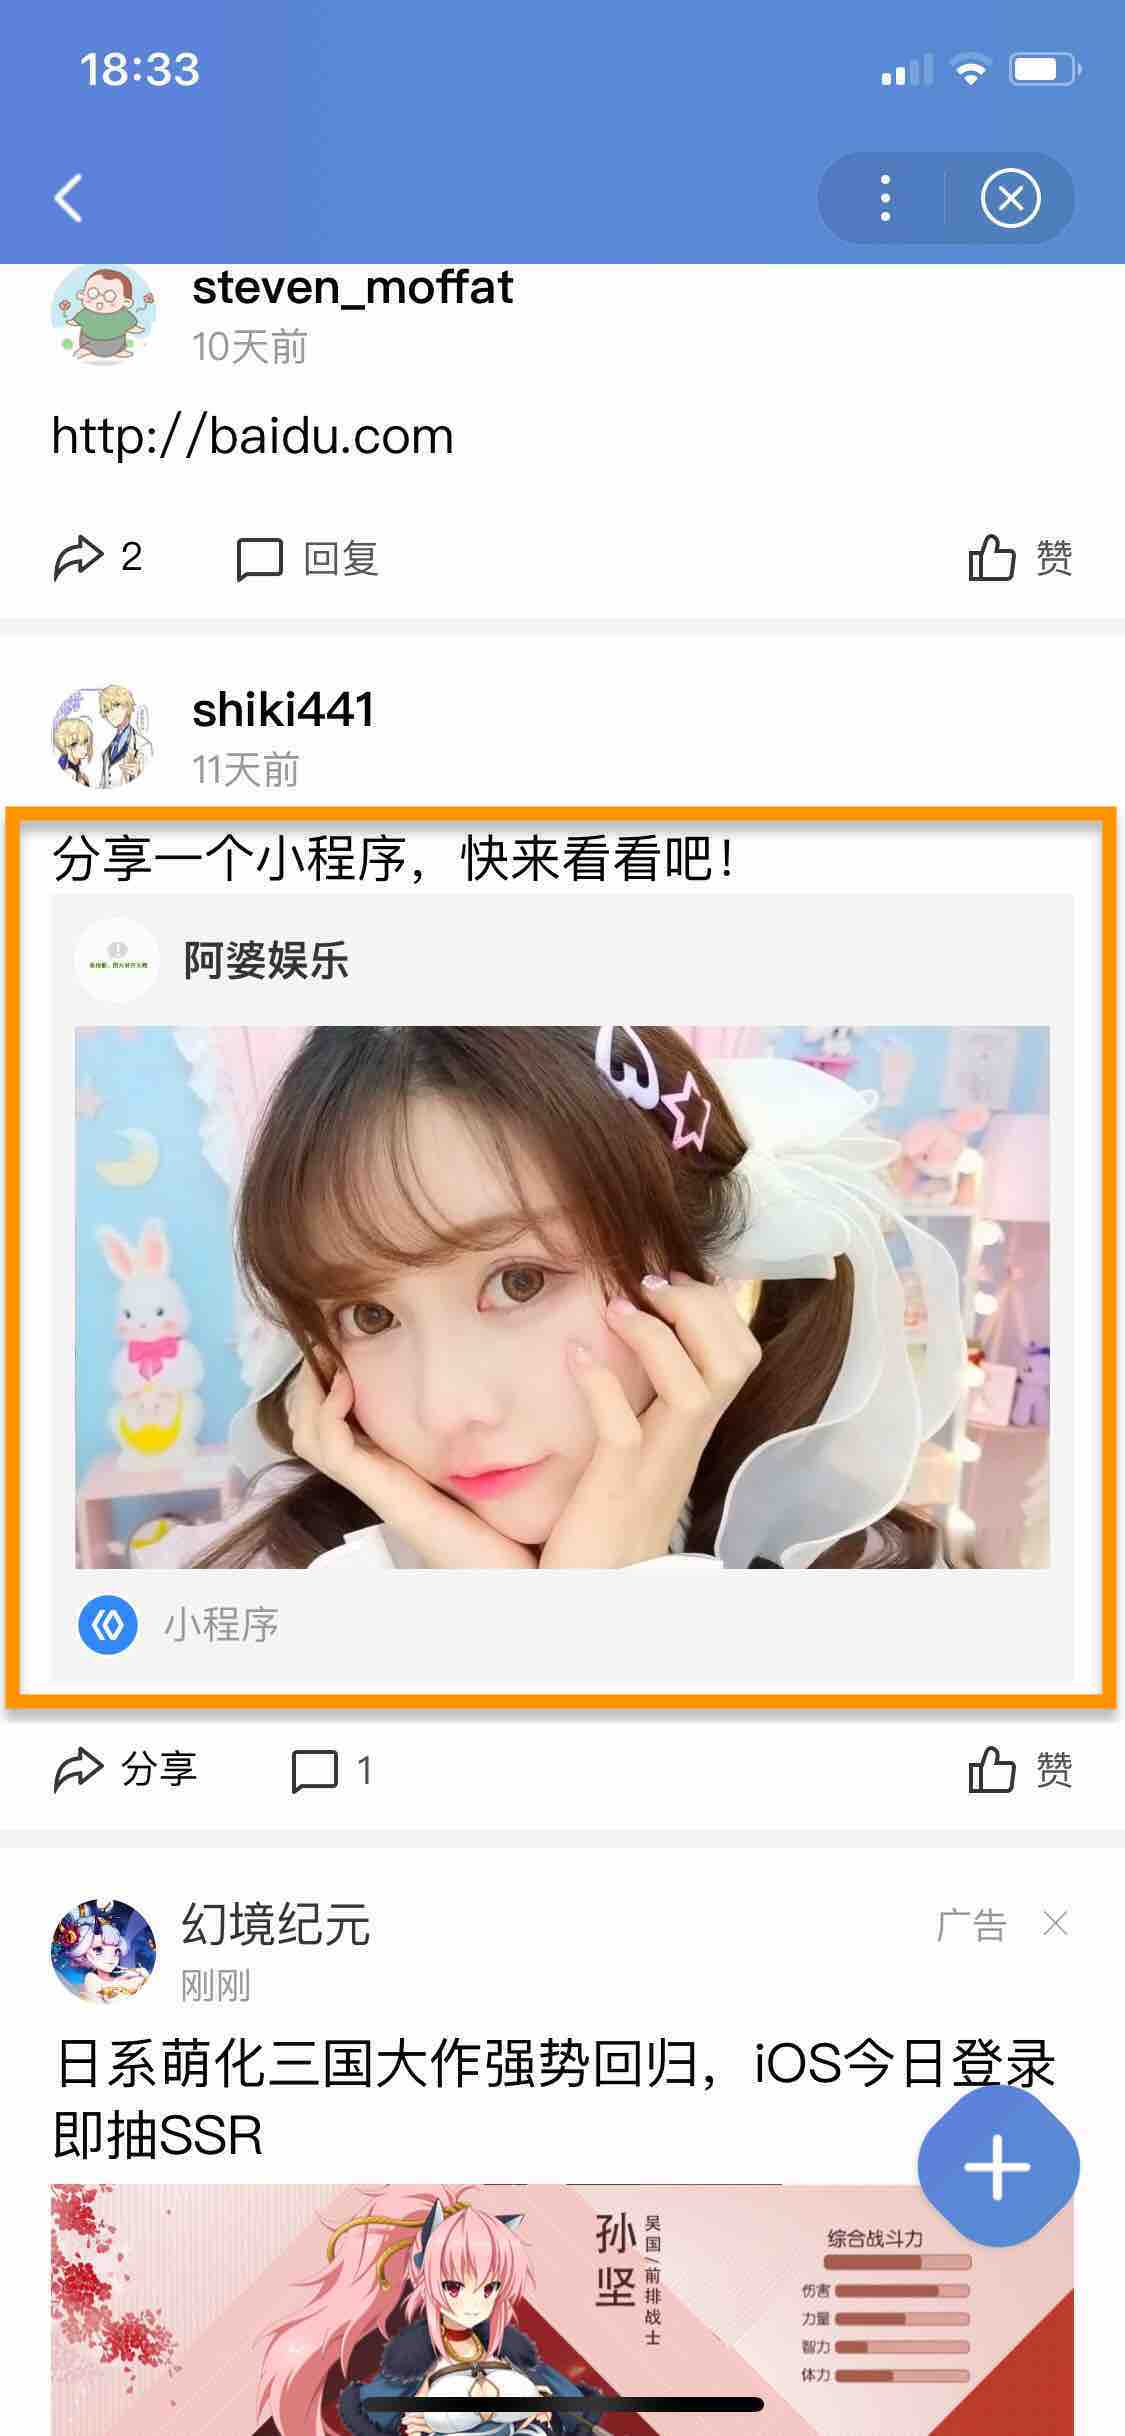 18:33
steven_moffat
10天前
http://baidu.com
2
回复
赞
shiki441
11天前
分享一个小程序，快来看看吧！
阿婆娱乐
小程序
分享
1
赞
幻境纪元
广告
刚刚
日系萌化三国大作强势回归，iOS今日登录
即抽SSR
孙坚
吴国/前排战士
综合战斗力
伤害
力量
智力
体力